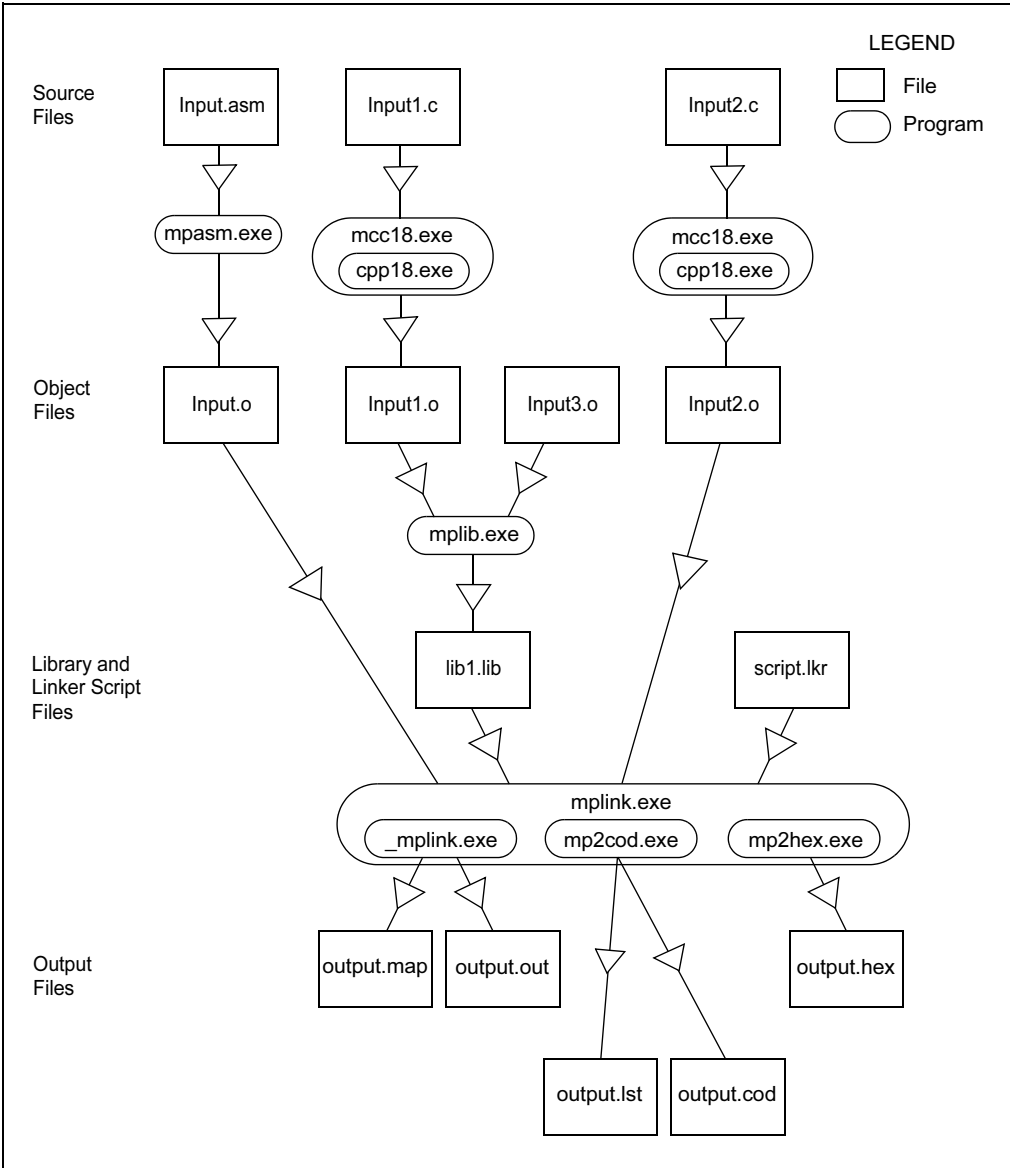 LEGEND
File
Program
Source
Files
Input.asm
Input1.c
Input2.c
mpasm.exe
mcc18.exe
cpp18.exe
mcc18.exe
cpp18.exe
Object
Files
Input.o
Input1.o
Input3.o
Input2.o
mplib.exe
Library and
Linker Script
Files
lib1.lib
script.lkr
mplink.exe
_mplink.exe
mp2cod.exe
mp2hex.exe
Output
Files
output.map
output.out
output.hex
output.lst
output.cod